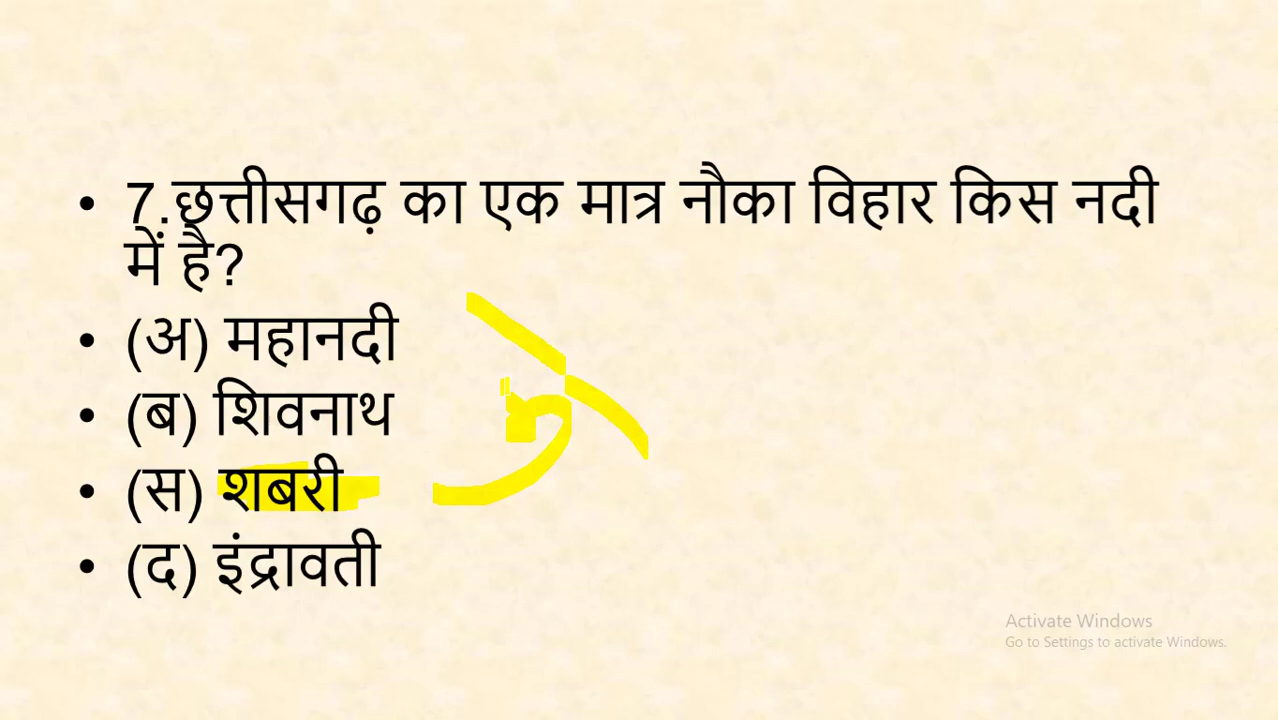 • 7.छत्तीसगढ़ का एक मात्र नौका विहार किस नदी
में है?
• (अ) महानदी
• (ब) शिवनाथ
• (स) शबरी
• (द) इंद्रावती
Activate Windows
Go to Settings to activate Windows.